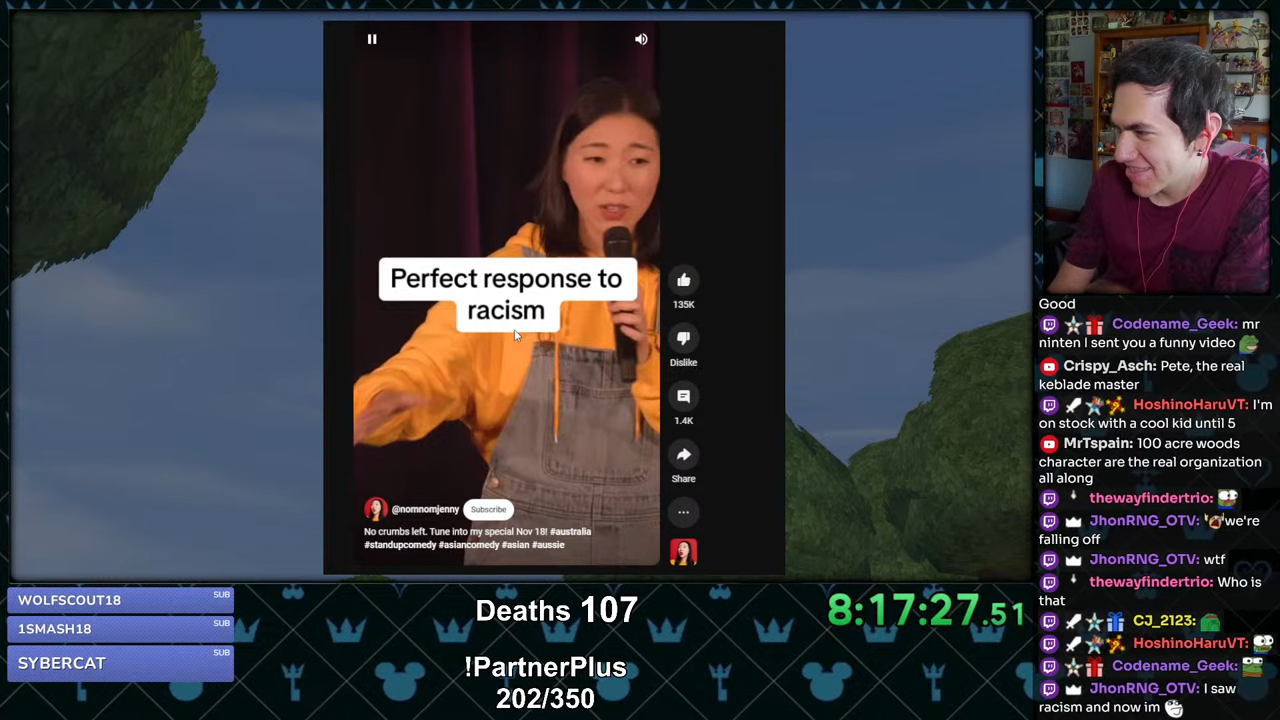 Perfect response to
racism
135K
Dislike
1.4K
Share
@nomnomjenny Subscribe
No crumbs left. Tune into my special Nov 18! #australia
#standupcomedy #asiancomedy #asian #aussie
Good
Codename_Geek: mr
ninten I sent you a funny video
Crispy_Asch: Pete, the real
keblade master
HoshinoHaruVT: I'm
on stock with a cool kid until 5
MrTspain: 100 acre woods
character are the real organization
all along
thewayfindertrio:
JhonRNG_OTV: we're
falling off
JhonRNG_OTV: wtf
thewayfindertrio: Who is
that
CJ_2123:
HoshinoHaruVT:
Codename_Geek:
JhonRNG_OTV: I saw
racism and now im
WOLFSCOUT18 SUB
1SMASH18 SUB
SYBERCAT SUB
Deaths 107
!PartnerPlus
202/350
8:17:27.51